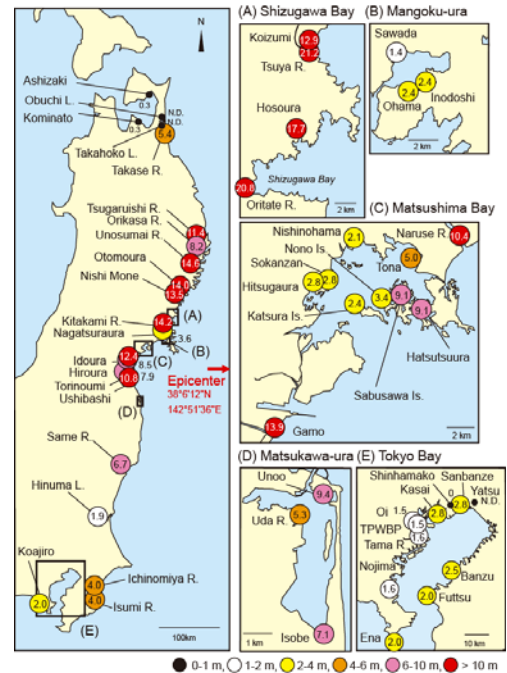 (A) Shizugawa Bay
(B) Mangoku-ura
N
Ashizaki
0.3
Obuchi L.
N.D.
Kominato
N.D.
0.3
5.4
Takahoko L.
Takase R.
Tsugaruishi R.
11.4
Orikasa R.
8.2
Unosumai R.
14.6
Otomoura
14.0
Nishi Mone
13.5
Kitakami R.
14.2
(A)
Nagatsuraura
3.6
(B)
(C)
Idoura
12.4
8.5
Hiroura
7.9
Torinoumi
10.8
Ushibashi
(D)
Epicenter
38°6'12"N
142°51'36"E
Same R.
6.7
Hinuma L.
1.9
Koajiro
2.0
Ichinomiya R.
4.0
Isumi R.
4.0
(E)
100km
Koizumi
12.9
21.2
Tsuya R.
Hosoura
17.7
Shizugawa Bay
20.8
Oritate R.
2 km
Sawada
1.4
2.4
2.4
Inodoshi
Ohama
2 km
(C) Matsushima Bay
Nishinohama
2.1
Naruse R.
10.4
Nono Is.
Tona
5.0
Sokanzan
2.8
2.8
Hitsugaura
3.4
9.1
2.4
9.1
Katsura Is.
Hatsutsuura
Sabusawa Is.
13.9
Gamo
2 km
(D) Matsukawa-ura
Unoo
9.4
5.3
Uda R.
7.1
Isobe
1 km
(E) Tokyo Bay
Shinhamako
Sanbanze
Kasai
0
Yatsu
2.8
N.D.
Oi
1.5
2.8
TPWBP
1.5
1.6
Tama R.
Nojima
2.5
Banzu
1.6
2.0
Futtsu
Ena
2.0
10 km
0-1 m, 1-2 m, 2-4 m, 4-6 m, 6-10 m, > 10 m